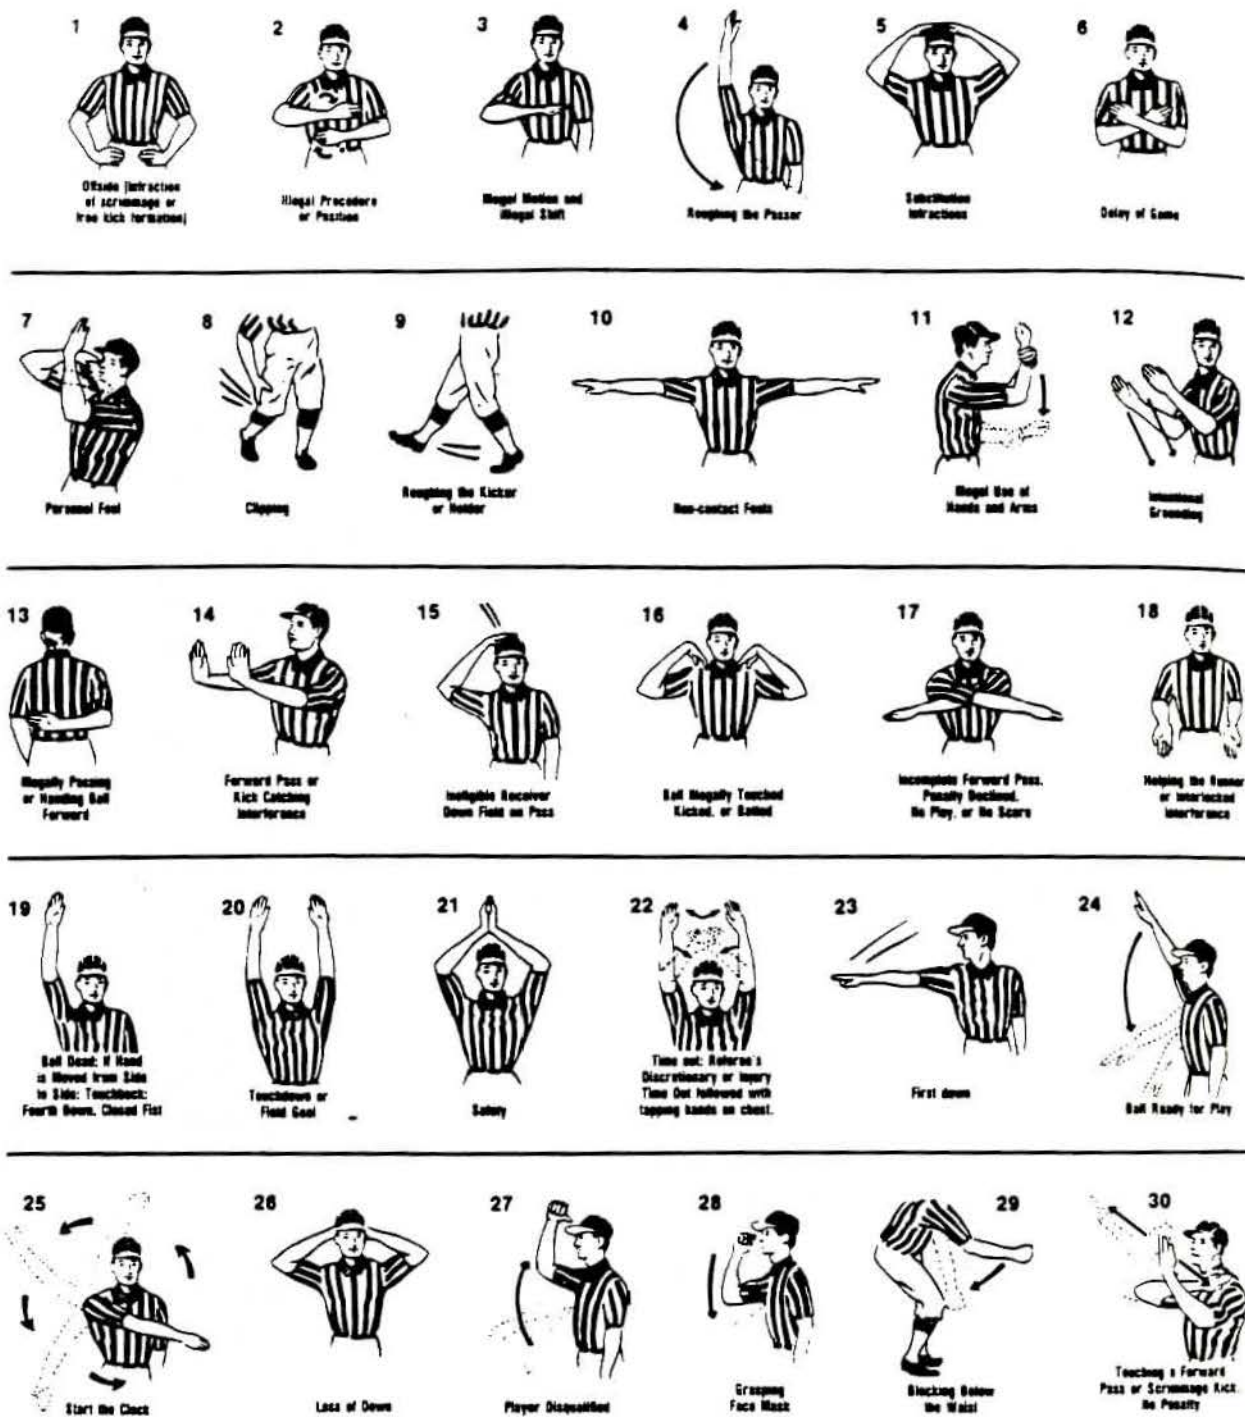 1
2
3
4
5
6
Offside (Infraction
of scrimmage or
free kick formation)
Illegal Procedure
or Position
Illegal Motion and
Illegal Shift
Roughing the Passer
Substitution
Infractions
Delay of Game
7
8
9
10
11
12
Personal Foul
Clipping
Roughing the Kicker
or Holder
Non-contact Fouls
Illegal Use of
Hands and Arms
Intentional
Grounding
13
14
15
16
17
18
Illegally Passing
or Handing Ball
Forward
Forward Pass or
Kick Catching
Interference
Ineligible Receiver
Down Field on Pass
Ball Illegally Touched
Kicked, or Batted
Incomplete Forward Pass,
Penalty Declined,
No Play, or No Score
Helping the Runner
or Interlocked
Interference
19
20
21
22
23
24
Ball Dead; If Hand
is Moved from Side
to Side: Touchback;
Fourth Down, Closed Fist
Touchdown or
Field Goal
Safety
Time out; Referee's
Discretionary or Injury
Time Out followed with
tapping hands on chest.
First down
Ball Ready for Play
25
26
27
28
29
30
Start the Clock
Loss of Down
Player Disqualified
Grasping
Face Mask
Blocking Below
the Waist
Touching a Forward
Pass or Scrimmage Kick,
No Penalty